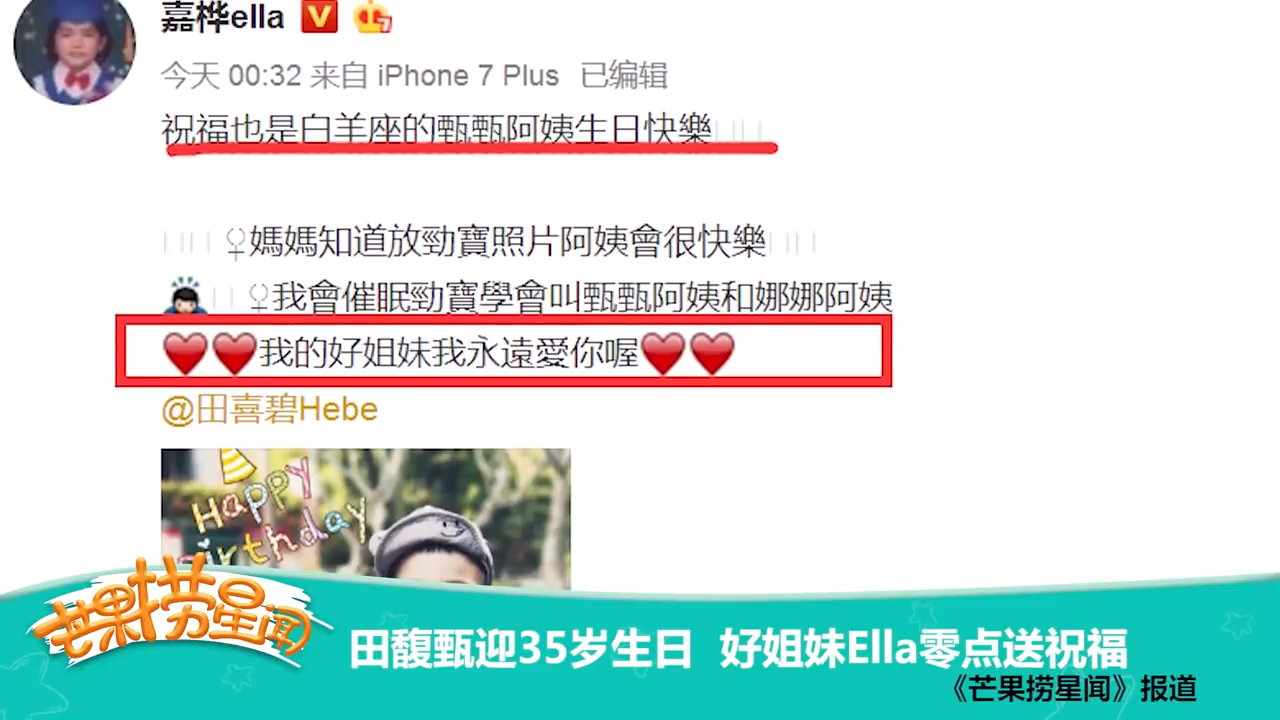 嘉桦ella
今天 00:32 来自 iPhone 7 Plus 已编辑
祝福也是白羊座的甄甄阿姨生日快樂
♀媽媽知道放勁寶照片阿姨會很快樂
♀我會催眠勁寶學會叫甄甄阿姨和娜娜阿姨
❤❤我的好姐妹我永遠愛你喔❤❤
@田喜碧Hebe
Happy
Birthday
芒果捞星闻
田馥甄迎35岁生日 好姐妹Ella零点送祝福
《芒果捞星闻》报道